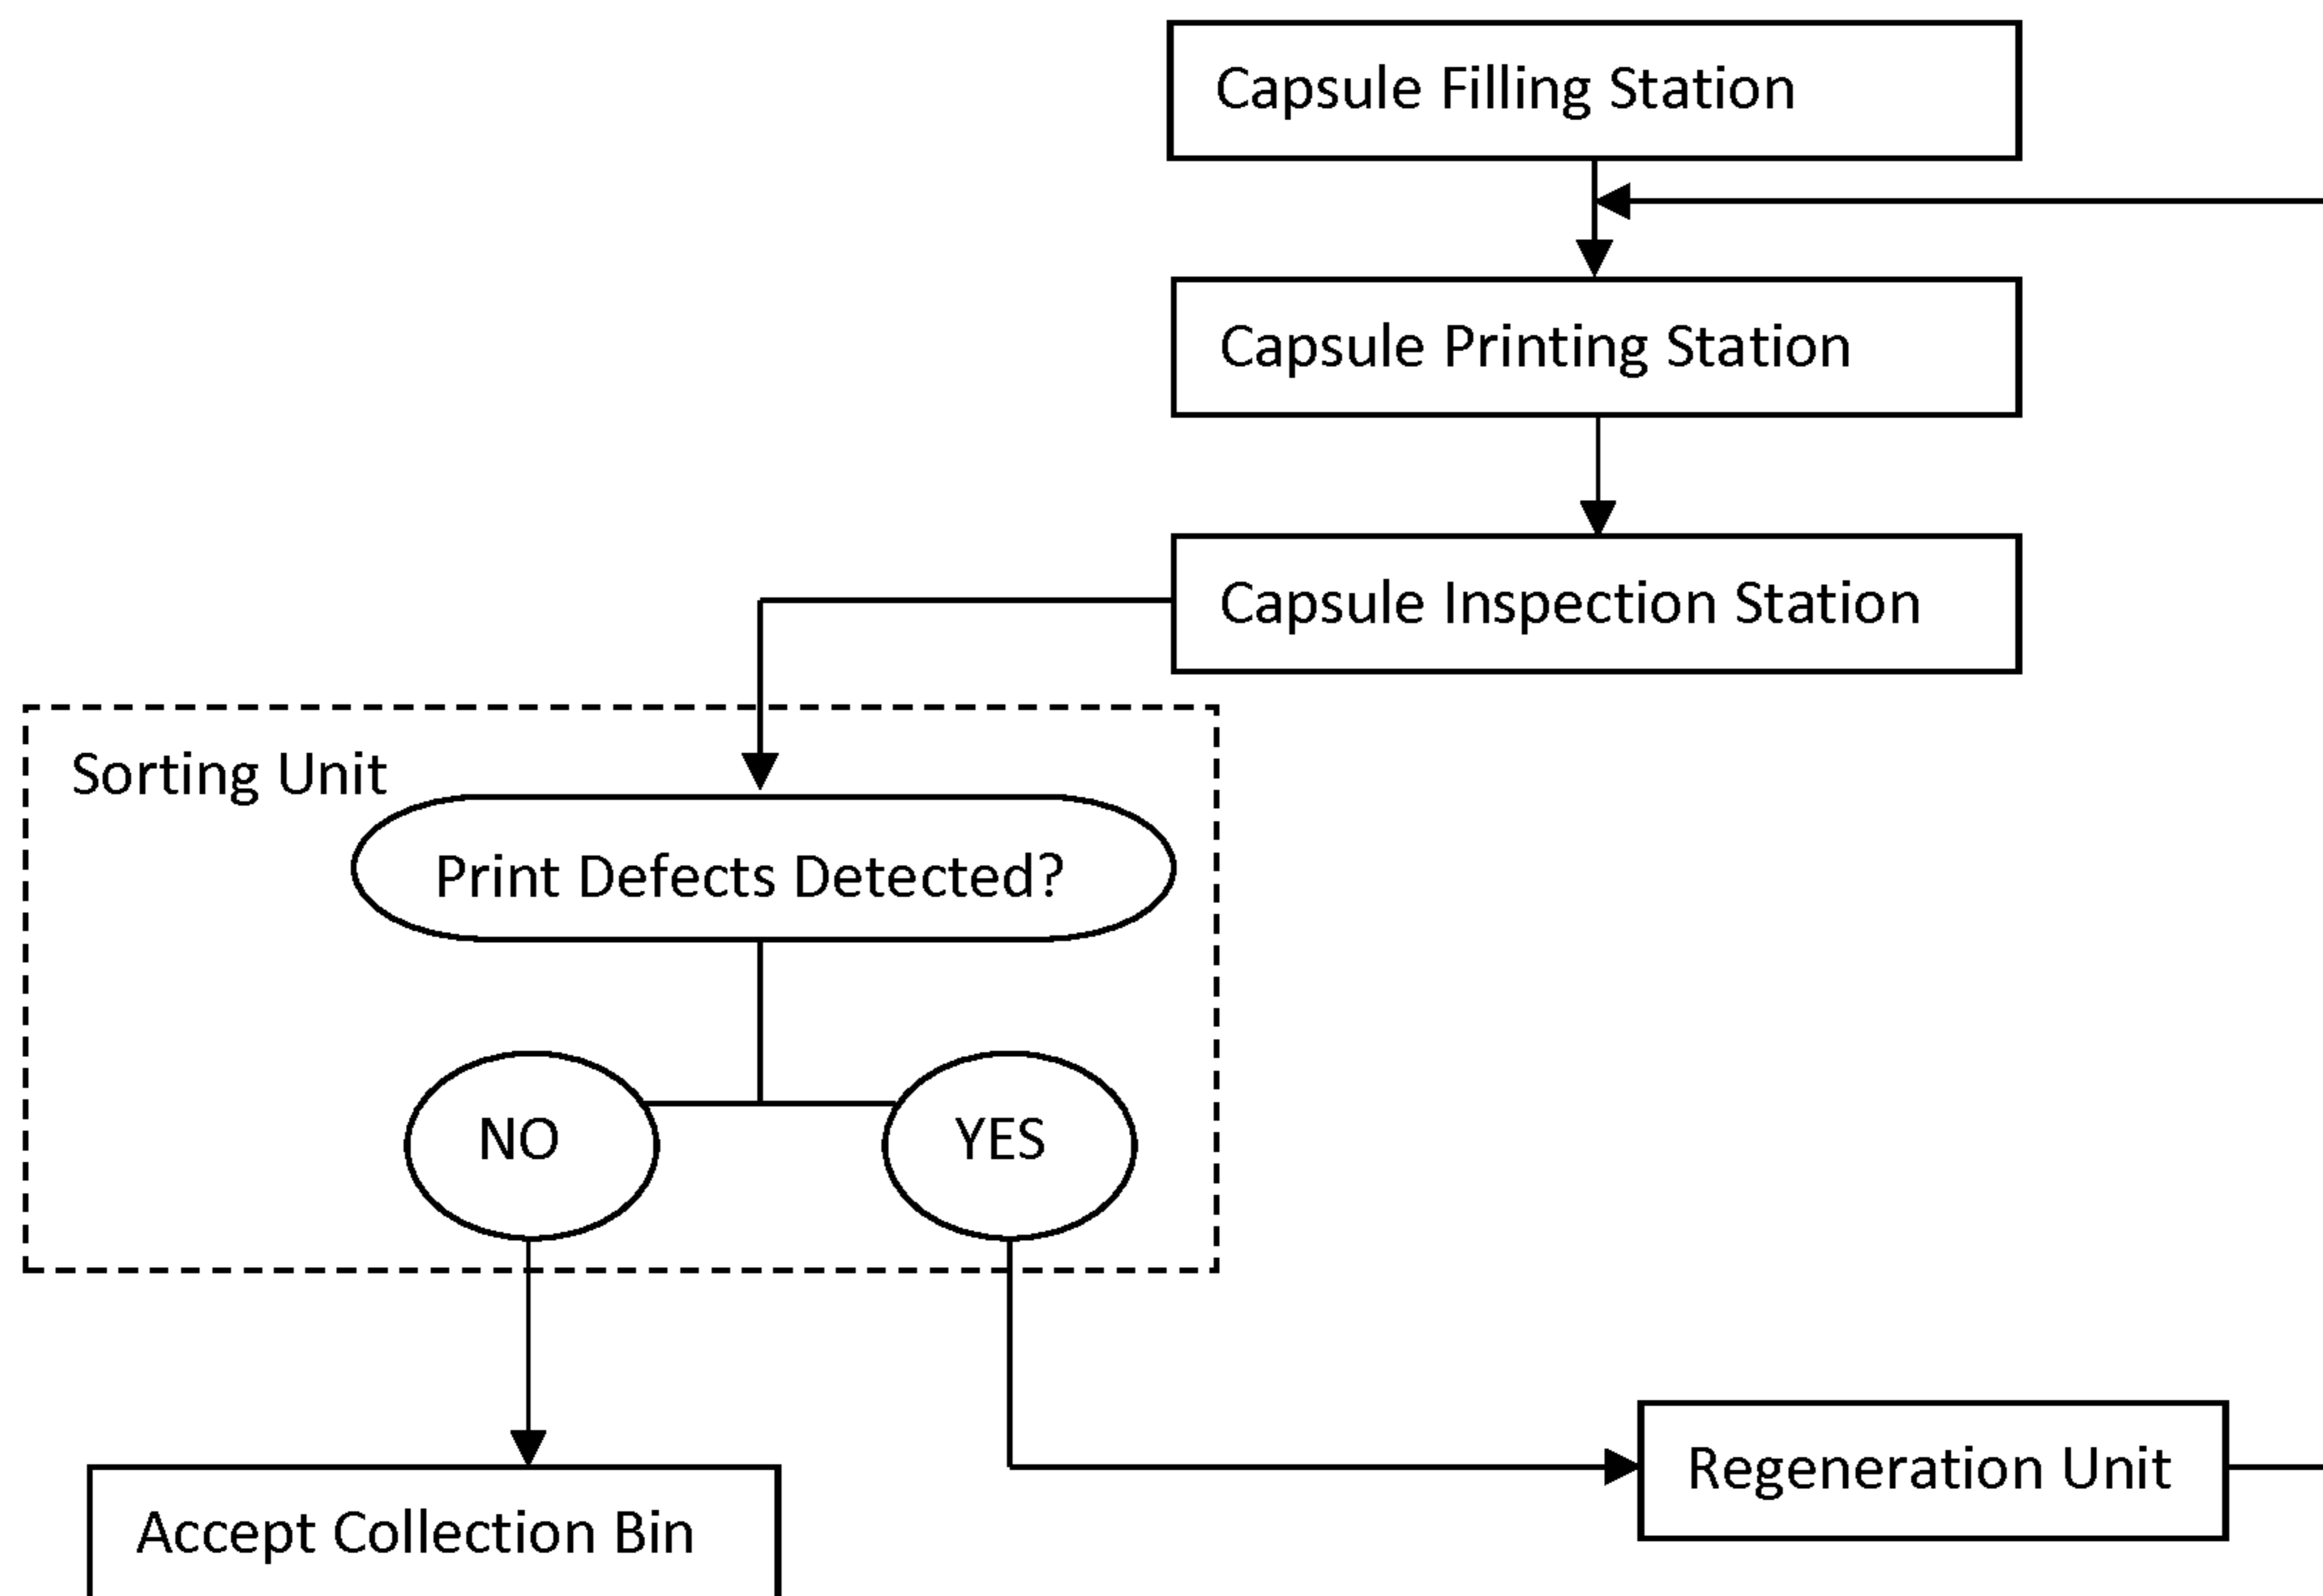 Capsule Filling Station
Capsule Printing Station
Capsule Inspection Station
Sorting Unit
Print Defects Detected?
NO
YES
Regeneration Unit
Accept Collection Bin